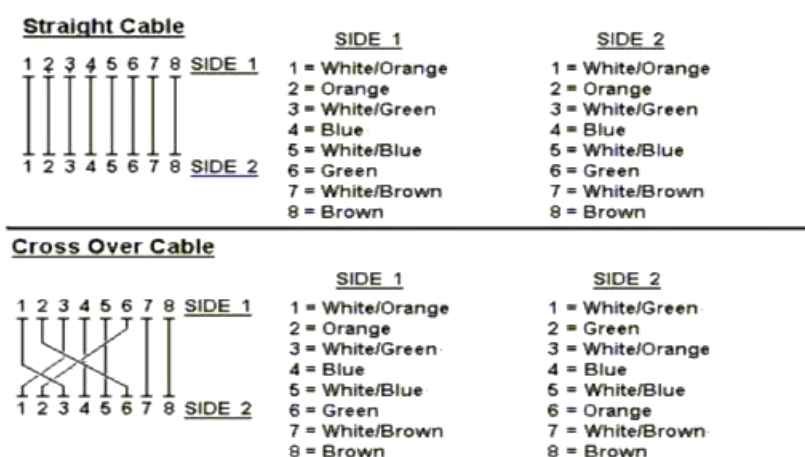 Straight Cable
1 2 3 4 5 6 7 8 SIDE 1
1 2 3 4 5 6 7 8 SIDE 2
SIDE 1
1 = White/Orange
2 = Orange
3 = White/Green
4 = Blue
5 = White/Blue
6 = Green
7 = White/Brown
8 = Brown
SIDE 2
1 = White/Orange
2 = Orange
3 = White/Green
4 = Blue
5 = White/Blue
6 = Green
7 = White/Brown
8 = Brown
Cross Over Cable
1 2 3 4 5 6 7 8 SIDE 1
1 2 3 4 5 6 7 8 SIDE 2
SIDE 1
1 = White/Orange
2 = Orange
3 = White/Green
4 = Blue
5 = White/Blue
6 = Green
7 = White/Brown
8 = Brown
SIDE 2
1 = White/Green
2 = Green
3 = White/Orange
4 = Blue
5 = White/Blue
6 = Orange
7 = White/Brown
8 = Brown